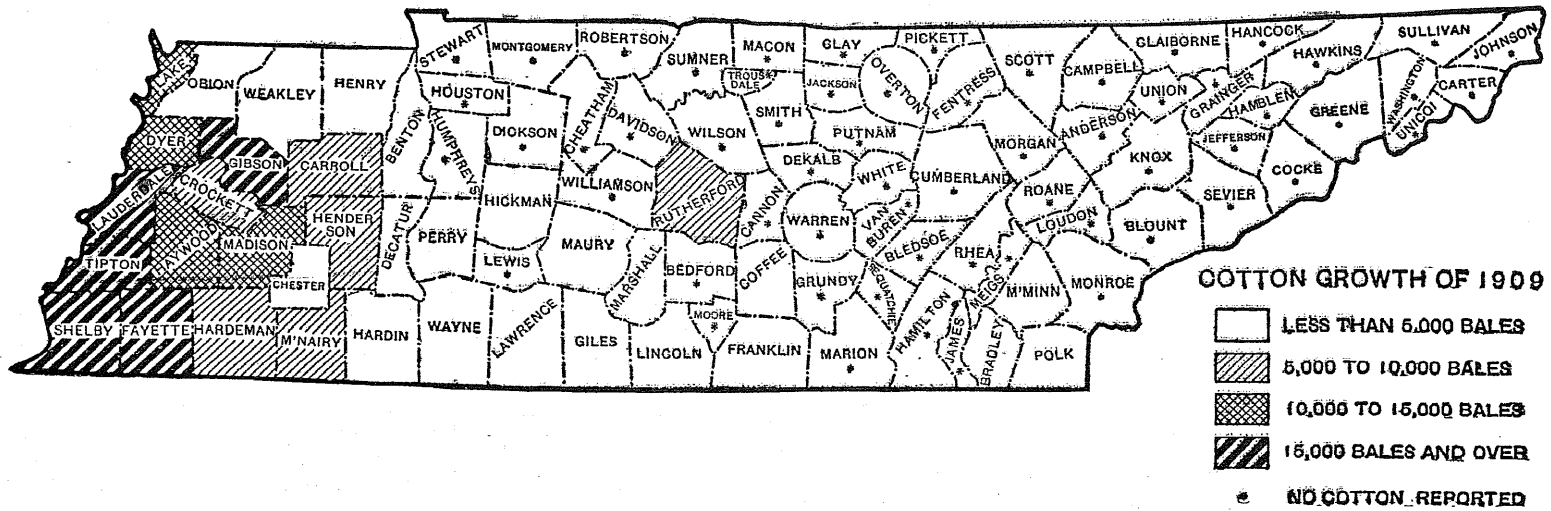 STEWART
MONTGOMERY
ROBERTSON
SUMNER
MACON
TROUSDALE
CLAY
PICKETT
OVERTON
FENTRESS
SCOTT
CAMPBELL
CLAIBORNE
HANCOCK
HAWKINS
SULLIVAN
JOHNSON
LAKE
OBION
WEAKLEY
HENRY
HOUSTON
HUMPHREYS
BENTON
DICKSON
CHEATHAM
DAVIDSON
WILSON
SMITH
JACKSON
PUTNAM
MORGAN
ANDERSON
UNION
GRAINGER
HAMBLEN
JEFFERSON
GREENE
WASHINGTON
UNICOI
CARTER
DYER
GIBSON
CARROLL
LAUDERDALE
CROCKETT
HAYWOOD
MADISON
HENDER
SON
DECATUR
PERRY
HICKMAN
WILLIAMSON
RUTHERFORD
CANNON
DEKALB
WHITE
WARREN
VAN
BUREN
CUMBERLAND
BLEDSOE
ROANE
LOUDON
KNOX
BLOUNT
SEVIER
COCKE
TIPTON
CHESTER
LEWIS
MAURY
MARSHALL
BEDFORD
COFFEE
GRUNDY
SEQUATCHIE
RHEA
MEIGS
M'MINN
MONROE
SHELBY
FAYETTE
HARDEMAN
M'NAIRY
HARDIN
WAYNE
LAWRENCE
GILES
LINCOLN
MOORE
FRANKLIN
MARION
HAMILTON
JAMES
BRADLEY
POLK
COTTON GROWTH OF 1909
LESS THAN 5,000 BALES
5,000 TO 10,000 BALES
10,000 TO 15,000 BALES
15,000 BALES AND OVER
* NO COTTON REPORTED